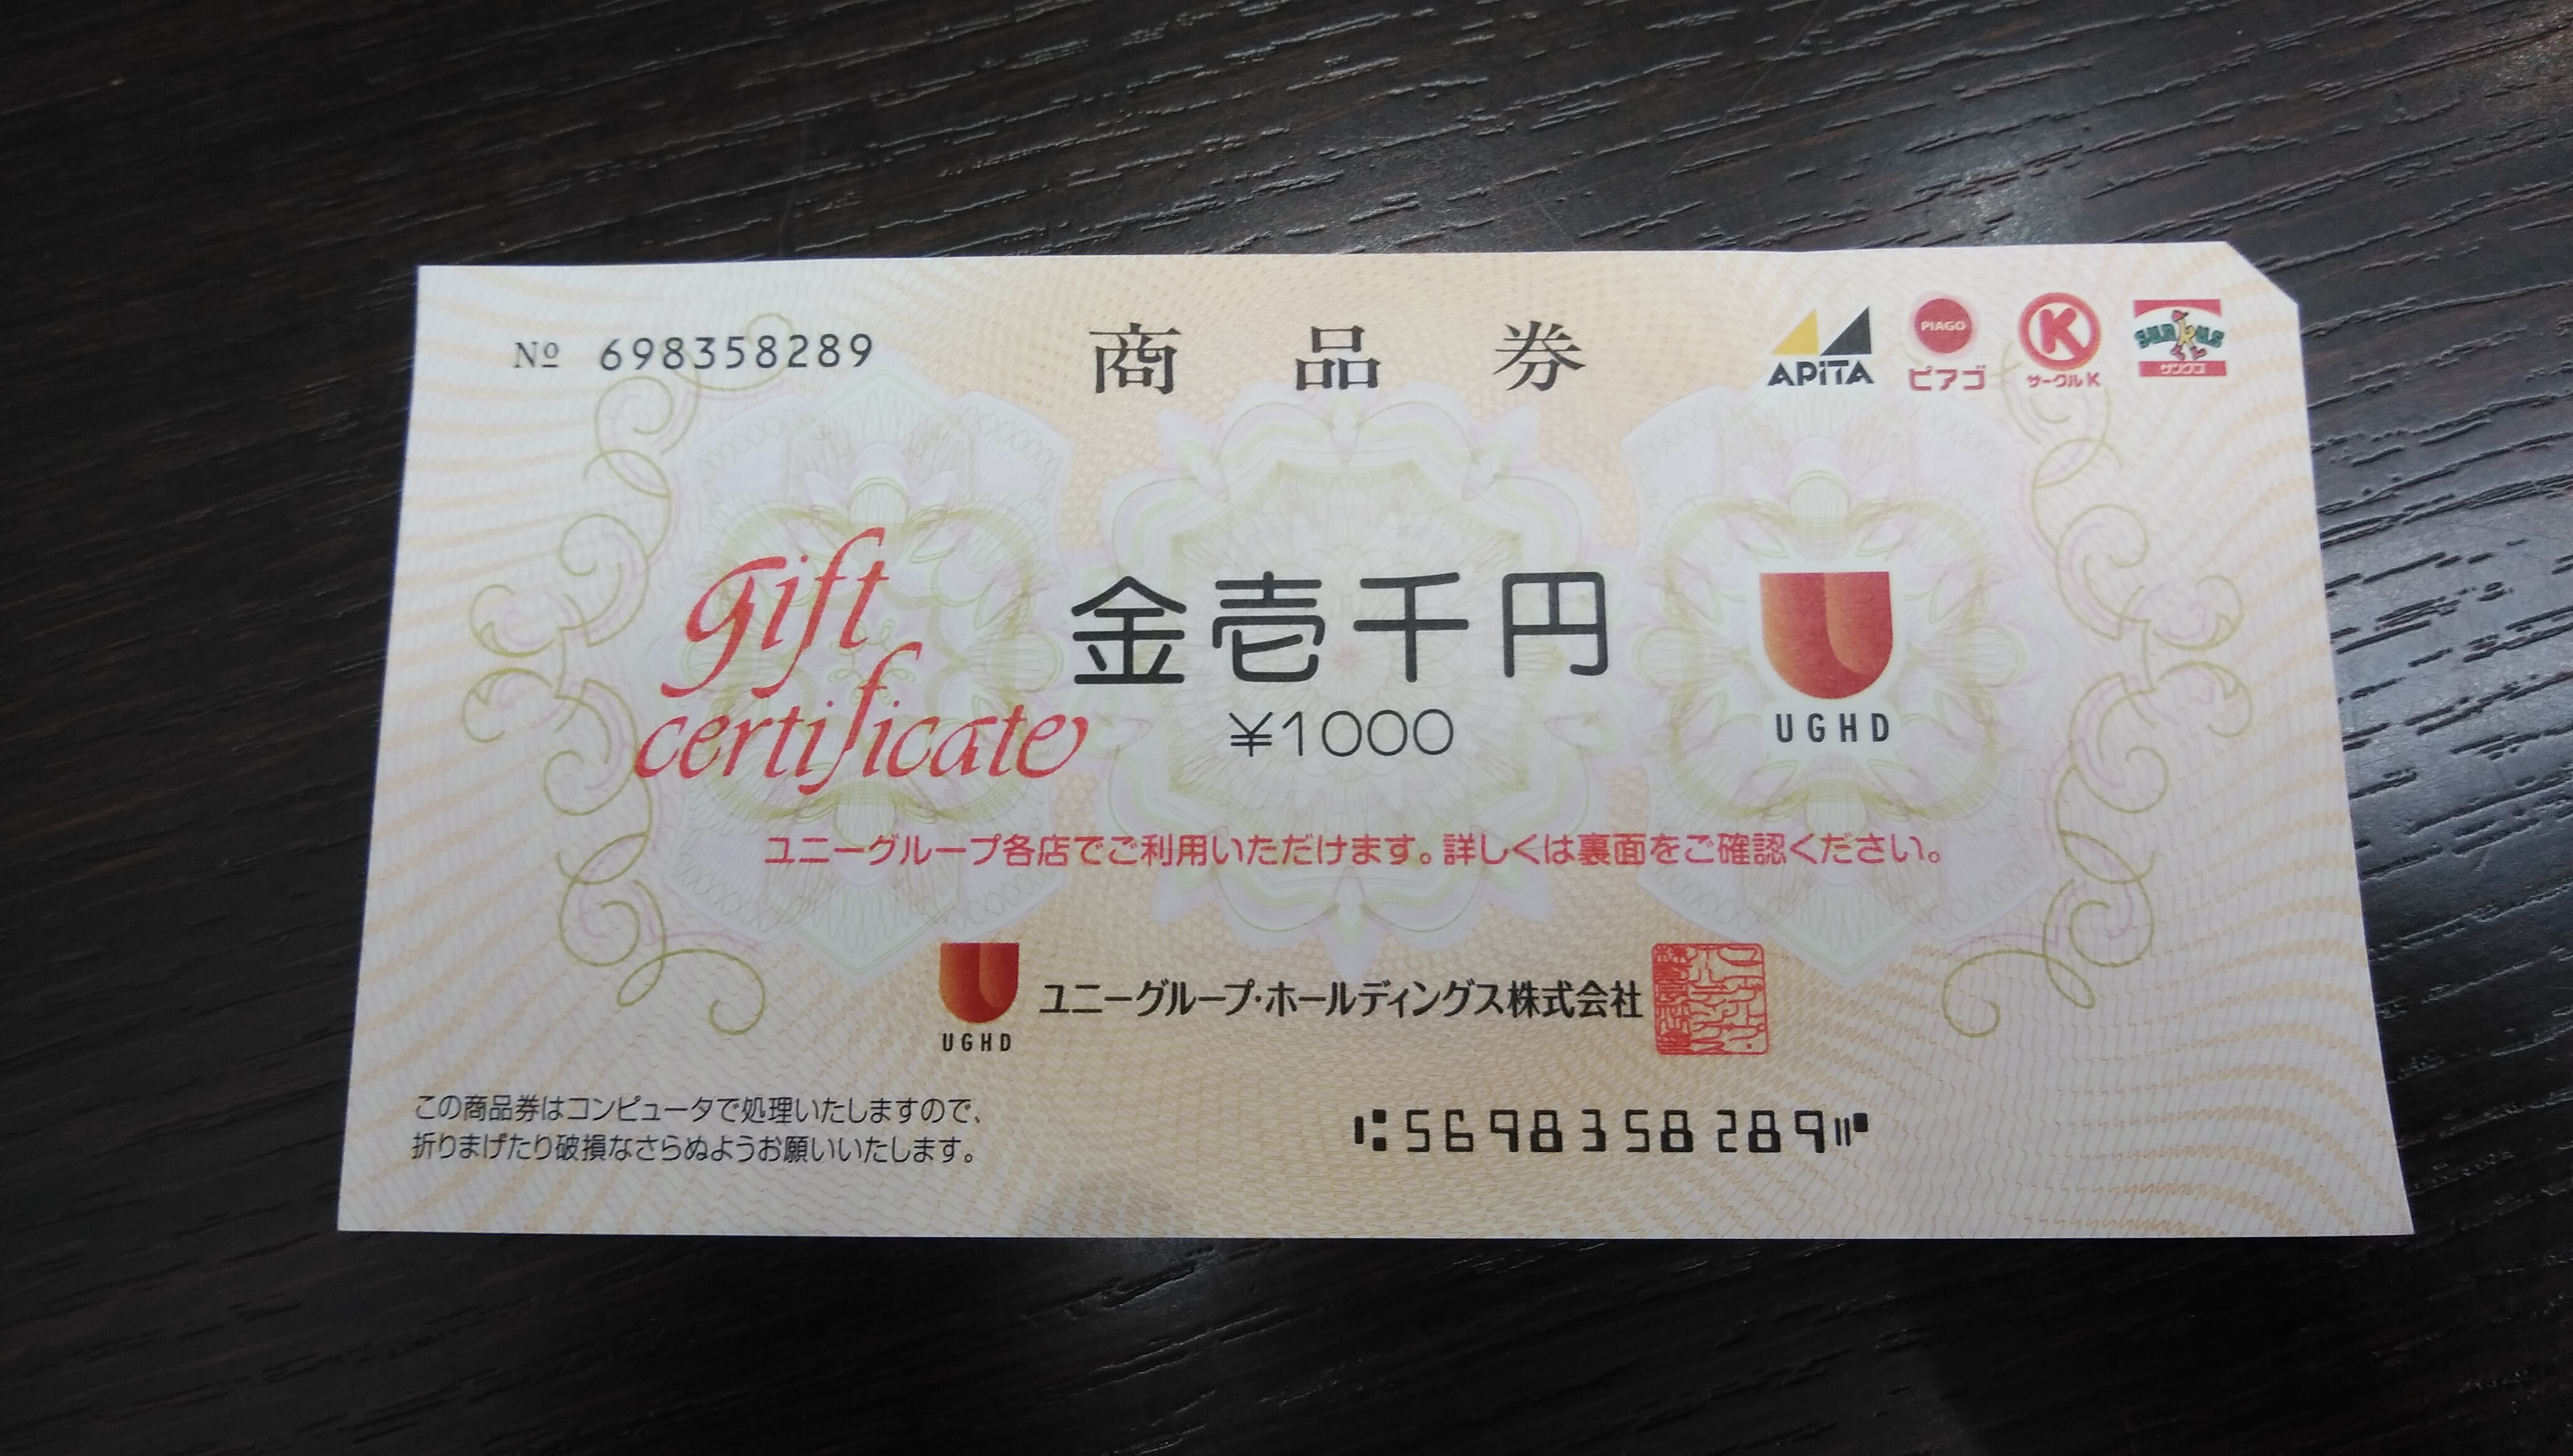 № 698358289
商品券
APiTA
PIAGO
ピアゴ
K
サークルK
sunkus
サンクス
gift
certificate
金壱千円
¥1000
UGHD
ユニーグループ各店でご利用いただけます。詳しくは裏面をご確認ください。
UGHD
ユニーグループ・ホールディングス株式会社
この商品券はコンピュータで処理いたしますので、
折りまげたり破損なさらぬようお願いいたします。
5698358289